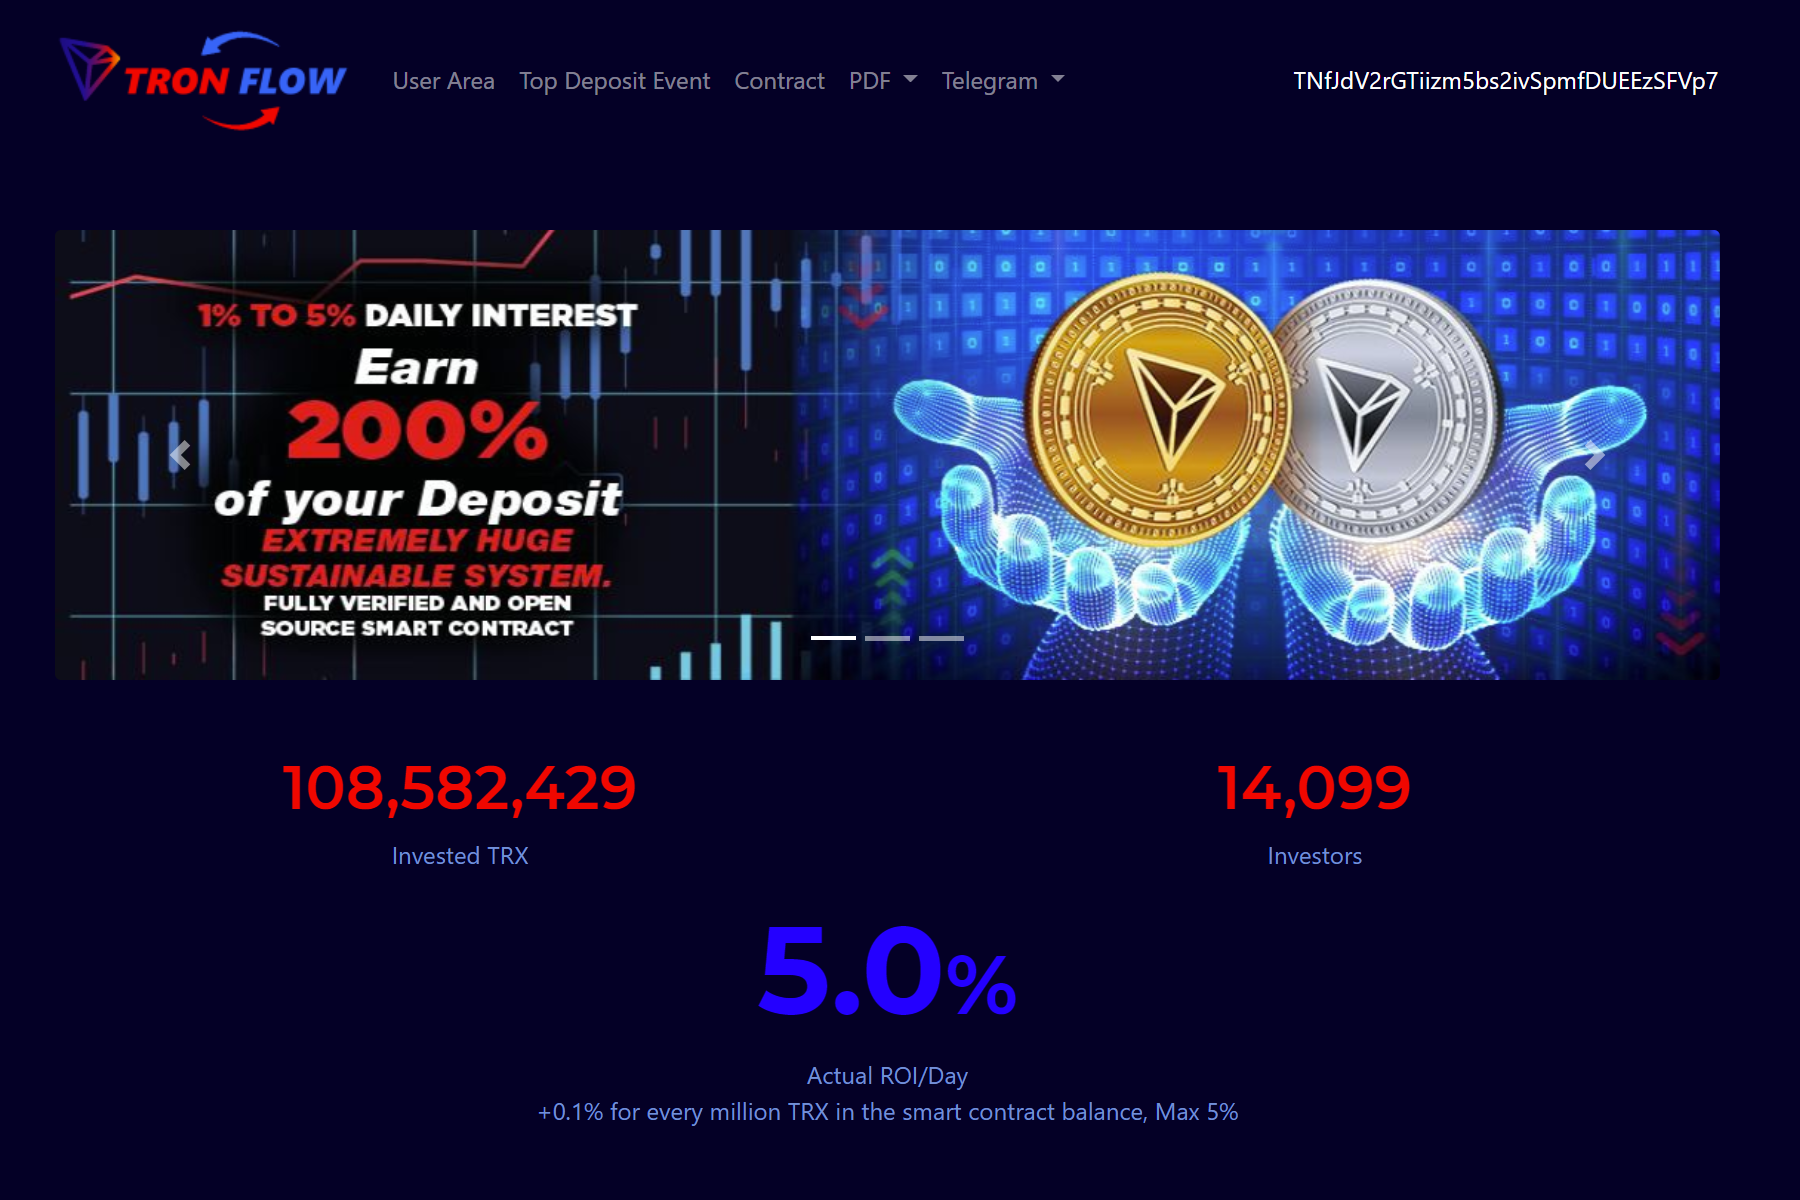 TRON FLOW
User Area
Top Deposit Event
Contract
PDF
Telegram
TNfJdV2rGTiizm5bs2ivSpmfDUEEzSFVp7
1% TO 5% DAILY INTEREST
Earn
200%
of your Deposit
EXTREMELY HUGE
SUSTAINABLE SYSTEM.
FULLY VERIFIED AND OPEN
SOURCE SMART CONTRACT
108,582,429
Invested TRX
14,099
Investors
5.0%
Actual ROI/Day
+0.1% for every million TRX in the smart contract balance, Max 5%